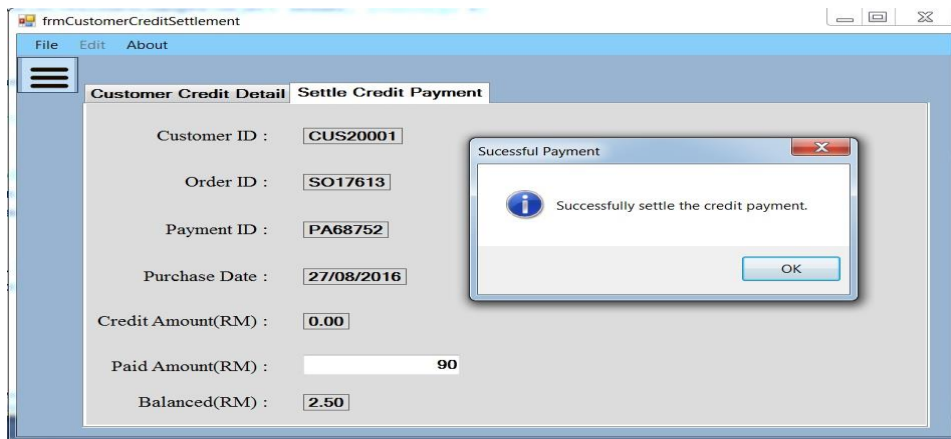 frmCustomerCreditSettlement
File Edit About
Customer Credit Detail Settle Credit Payment
Customer ID : CUS20001
Order ID : SO17613
Payment ID : PA68752
Purchase Date : 27/08/2016
Credit Amount(RM) : 0.00
Paid Amount(RM) : 90
Balanced(RM) : 2.50
Sucessful Payment
Successfully settle the credit payment.
OK